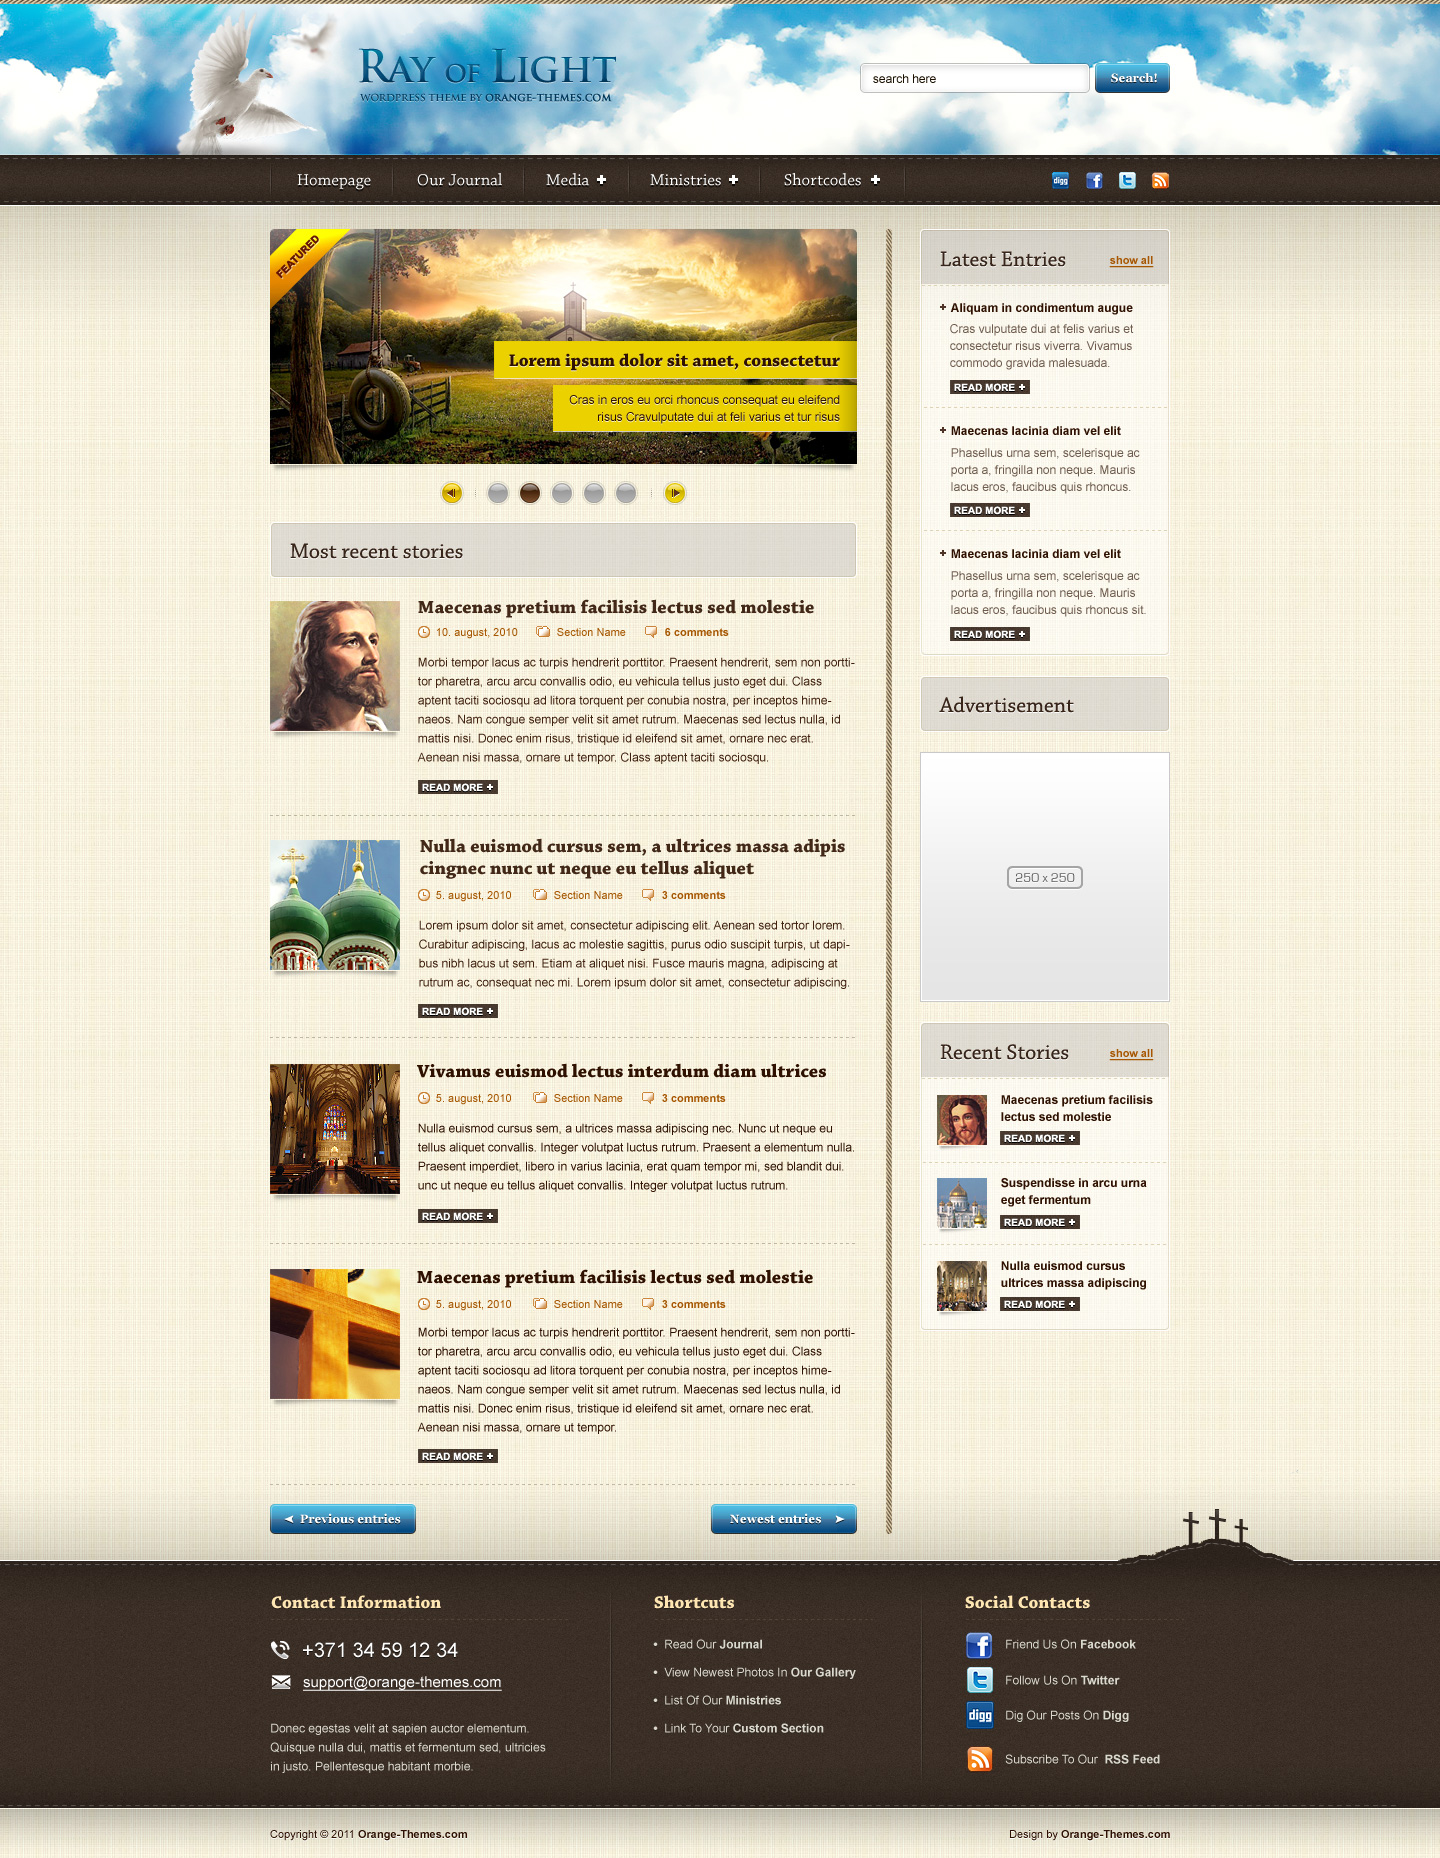 RAY OF LIGHT
WORDPRESS THEME BY ORANGE-THEMES.COM
search here
Search!
Homepage
Our Journal
Media +
Ministries +
Shortcodes +
digg
FEATURED
Lorem ipsum dolor sit amet, consectetur
Cras in eros eu orci rhoncus consequat eu eleifend
risus Cravulputate dui at feli varius et tur risus
Most recent stories
Maecenas pretium facilisis lectus sed molestie
10. august, 2010 Section Name 6 comments
Morbi tempor lacus ac turpis hendrerit porttitor. Praesent hendrerit, sem non portti-
tor pharetra, arcu arcu convallis odio, eu vehicula tellus justo eget dui. Class
aptent taciti sociosqu ad litora torquent per conubia nostra, per inceptos hime-
naeos. Nam congue semper velit sit amet rutrum. Maecenas sed lectus nulla, id
mattis nisi. Donec enim risus, tristique id eleifend sit amet, ornare nec erat.
Aenean nisi massa, ornare ut tempor. Class aptent taciti sociosqu.
READ MORE +
Nulla euismod cursus sem, a ultrices massa adipis
cingnec nunc ut neque eu tellus aliquet
5. august, 2010 Section Name 3 comments
Lorem ipsum dolor sit amet, consectetur adipiscing elit. Aenean sed tortor lorem.
Curabitur adipiscing, lacus ac molestie sagittis, purus odio suscipit turpis, ut dapi-
bus nibh lacus ut sem. Etiam at aliquet nisi. Fusce mauris magna, adipiscing at
rutrum ac, consequat nec mi. Lorem ipsum dolor sit amet, consectetur adipiscing.
READ MORE +
Vivamus euismod lectus interdum diam ultrices
5. august, 2010 Section Name 3 comments
Nulla euismod cursus sem, a ultrices massa adipiscing nec. Nunc ut neque eu
tellus aliquet convallis. Integer volutpat luctus rutrum. Praesent a elementum nulla.
Praesent imperdiet, libero in varius lacinia, erat quam tempor mi, sed blandit dui.
unc ut neque eu tellus aliquet convallis. Integer volutpat luctus rutrum.
READ MORE +
Maecenas pretium facilisis lectus sed molestie
5. august, 2010 Section Name 3 comments
Morbi tempor lacus ac turpis hendrerit porttitor. Praesent hendrerit, sem non portti-
tor pharetra, arcu arcu convallis odio, eu vehicula tellus justo eget dui. Class
aptent taciti sociosqu ad litora torquent per conubia nostra, per inceptos hime-
naeos. Nam congue semper velit sit amet rutrum. Maecenas sed lectus nulla, id
mattis nisi. Donec enim risus, tristique id eleifend sit amet, ornare nec erat.
Aenean nisi massa, ornare ut tempor.
READ MORE +
Previous entries
Newest entries
Latest Entries
show all
Aliquam in condimentum augue
Cras vulputate dui at felis varius et
consectetur risus viverra. Vivamus
commodo gravida malesuada.
READ MORE +
Maecenas lacinia diam vel elit
Phasellus urna sem, scelerisque ac
porta a, fringilla non neque. Mauris
lacus eros, faucibus quis rhoncus.
READ MORE +
Maecenas lacinia diam vel elit
Phasellus urna sem, scelerisque ac
porta a, fringilla non neque. Mauris
lacus eros, faucibus quis rhoncus sit.
READ MORE +
Advertisement
250 x 250
Recent Stories
show all
Maecenas pretium facilisis
lectus sed molestie
READ MORE +
Suspendisse in arcu urna
eget fermentum
READ MORE +
Nulla euismod cursus
ultrices massa adipiscing
READ MORE +
Contact Information
+371 34 59 12 34
support@orange-themes.com
Donec egestas velit at sapien auctor elementum.
Quisque nulla dui, mattis et fermentum sed, ultricies
in justo. Pellentesque habitant morbie.
Shortcuts
• Read Our Journal
• View Newest Photos In Our Gallery
• List Of Our Ministries
• Link To Your Custom Section
Social Contacts
Friend Us On Facebook
Follow Us On Twitter
digg Dig Our Posts On Digg
Subscribe To Our RSS Feed
Copyright © 2011 Orange-Themes.com
Design by Orange-Themes.com